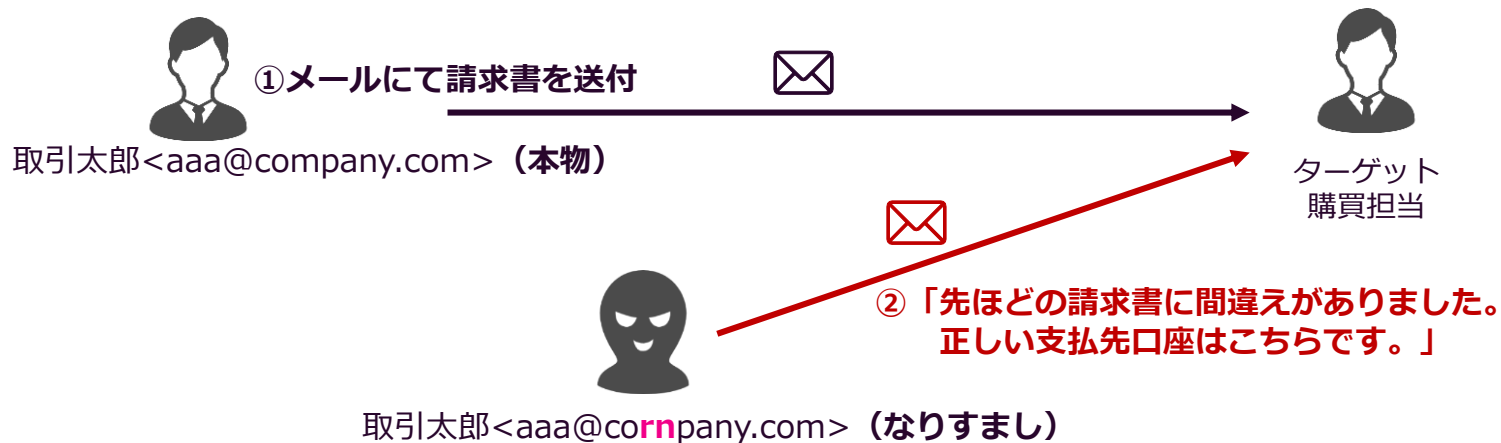 ①メールにて請求書を送付
取引太郎<aaa@company.com>（本物）
ターゲット
購買担当
②「先ほどの請求書に間違えがありました。
正しい支払先口座はこちらです。」
取引太郎<aaa@cornpany.com>（なりすまし）